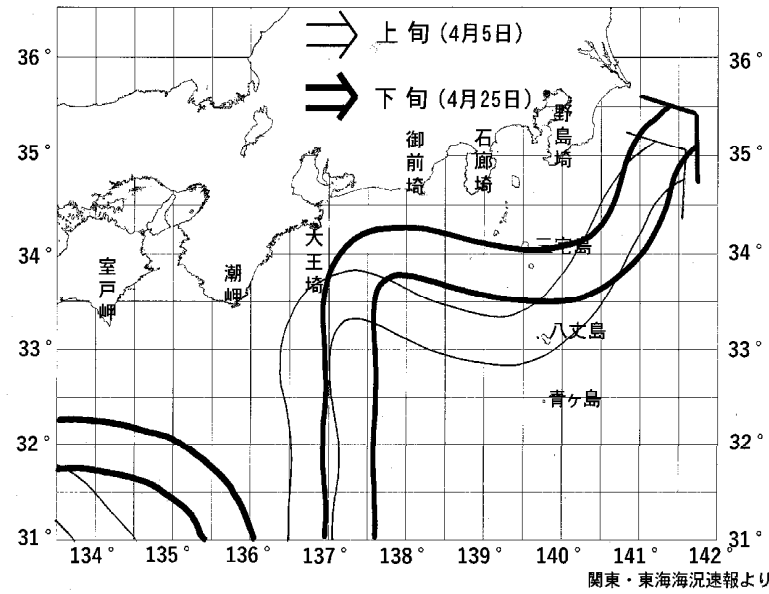 上旬(4月5日)
下旬(4月25日)
36°
35°
34°
33°
32°
31°
36°
35°
34°
33°
32°
31°
野島埼
石廊埼
御前埼
大王埼
潮岬
室戸岬
三宅島
八丈島
青ヶ島
134°
135°
136°
137°
138°
139°
140°
141°
142°
関東・東海海況速報より